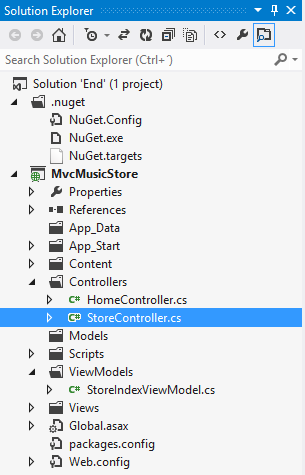 Solution Explorer
Search Solution Explorer (Ctrl+´)
Solution 'End' (1 project)
.nuget
NuGet.Config
NuGet.exe
NuGet.targets
MvcMusicStore
Properties
References
App_Data
App_Start
Content
Controllers
C# HomeController.cs
C# StoreController.cs
Models
Scripts
ViewModels
C# StoreIndexViewModel.cs
Views
Global.asax
packages.config
Web.config